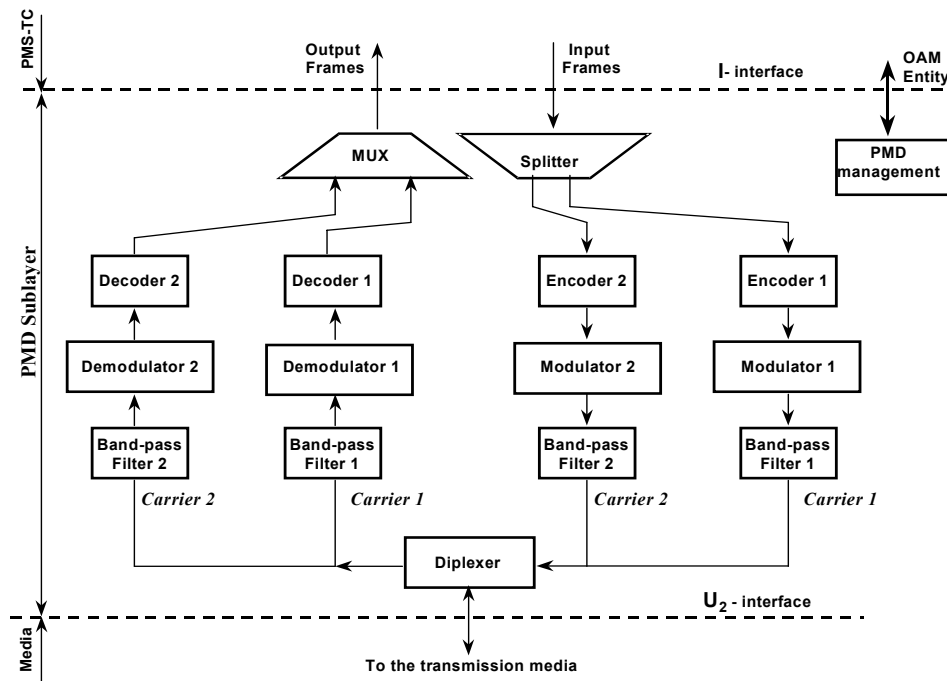 PMS-TC
Output
Frames
Input
Frames
I- interface
OAM
Entity
MUX
Splitter
PMD
management
PMD Sublayer
Decoder 2
Decoder 1
Encoder 2
Encoder 1
Demodulator 2
Demodulator 1
Modulator 2
Modulator 1
Band-pass
Filter 2
Band-pass
Filter 1
Band-pass
Filter 2
Band-pass
Filter 1
Carrier 2
Carrier 1
Carrier 2
Carrier 1
Diplexer
U2 - interface
Media
To the transmission media